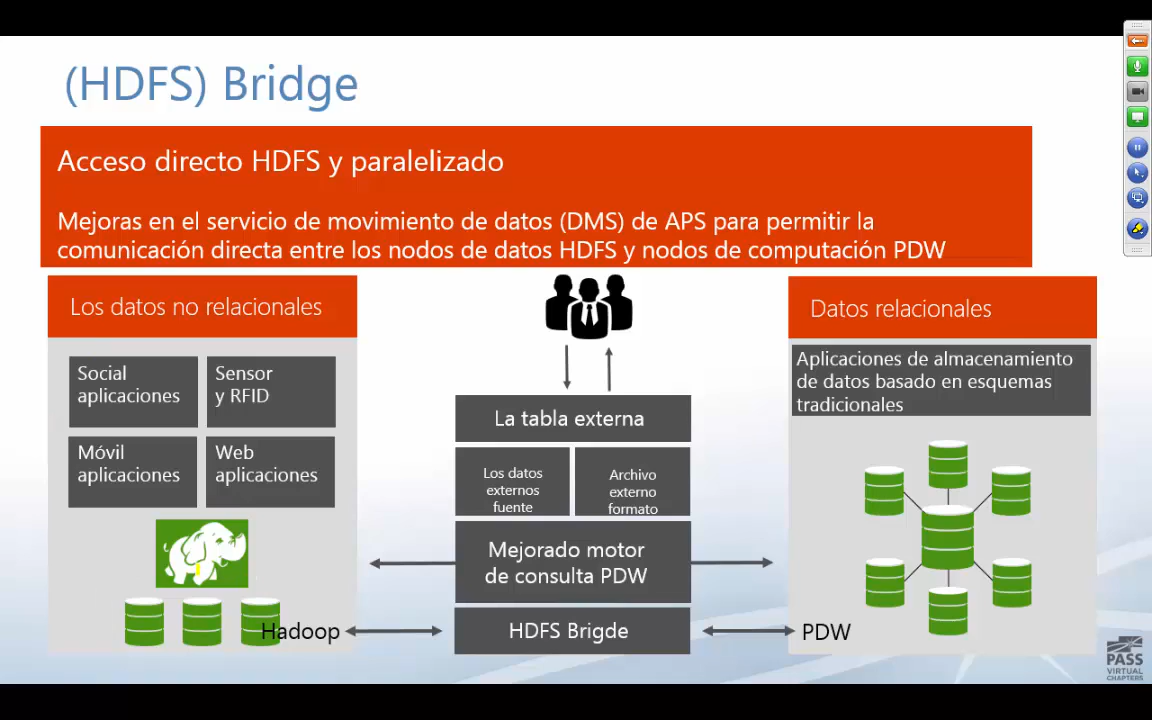 (HDFS) Bridge
Acceso directo HDFS y paralelizado
Mejoras en el servicio de movimiento de datos (DMS) de APS para permitir la
comunicación directa entre los nodos de datos HDFS y nodos de computación PDW
Los datos no relacionales
Social
aplicaciones
Sensor
y RFID
Móvil
aplicaciones
Web
aplicaciones
Hadoop
La tabla externa
Los datos
externos
fuente
Archivo
externo
formato
Mejorado motor
de consulta PDW
HDFS Brigde
Datos relacionales
Aplicaciones de almacenamiento
de datos basado en esquemas
tradicionales
PDW
PASS
VIRTUAL
CHAPTERS